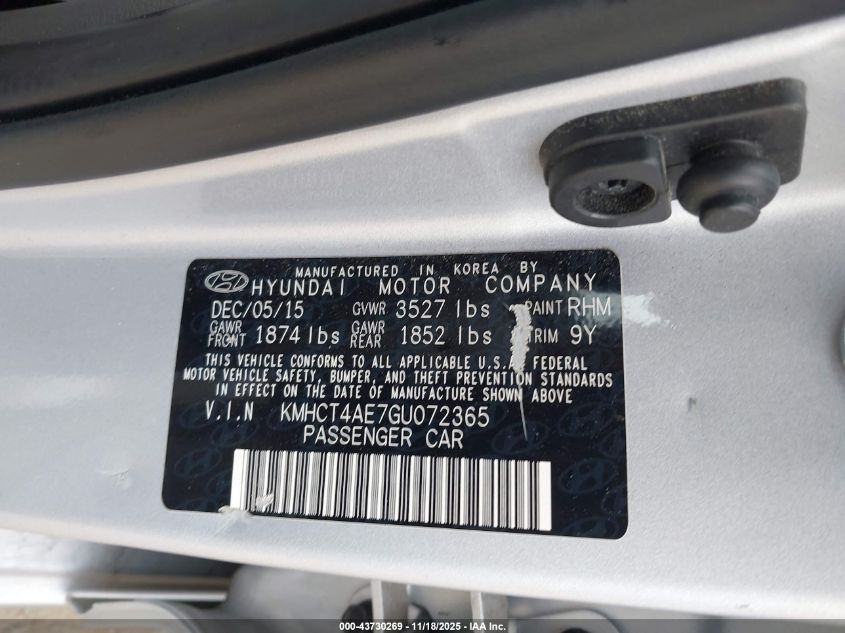 MANUFACTURED IN KOREA BY
HYUNDAI MOTOR COMPANY
DEC/05/15 GVWR 3527 lbs PAINT RHM
GAWR FRONT 1874 lbs GAWR REAR 1852 lbs TRIM 9Y
THIS VEHICLE CONFORMS TO ALL APPLICABLE U.S.A FEDERAL
MOTOR VEHICLE SAFETY, BUMPER, AND THEFT PREVENTION STANDARDS
IN EFFECT ON THE DATE OF MANUFACTURE SHOWN ABOVE
V.I.N KMHCT4AE7GU072365
PASSENGER CAR
000-43730269 - 11/18/2025 - IAA Inc.